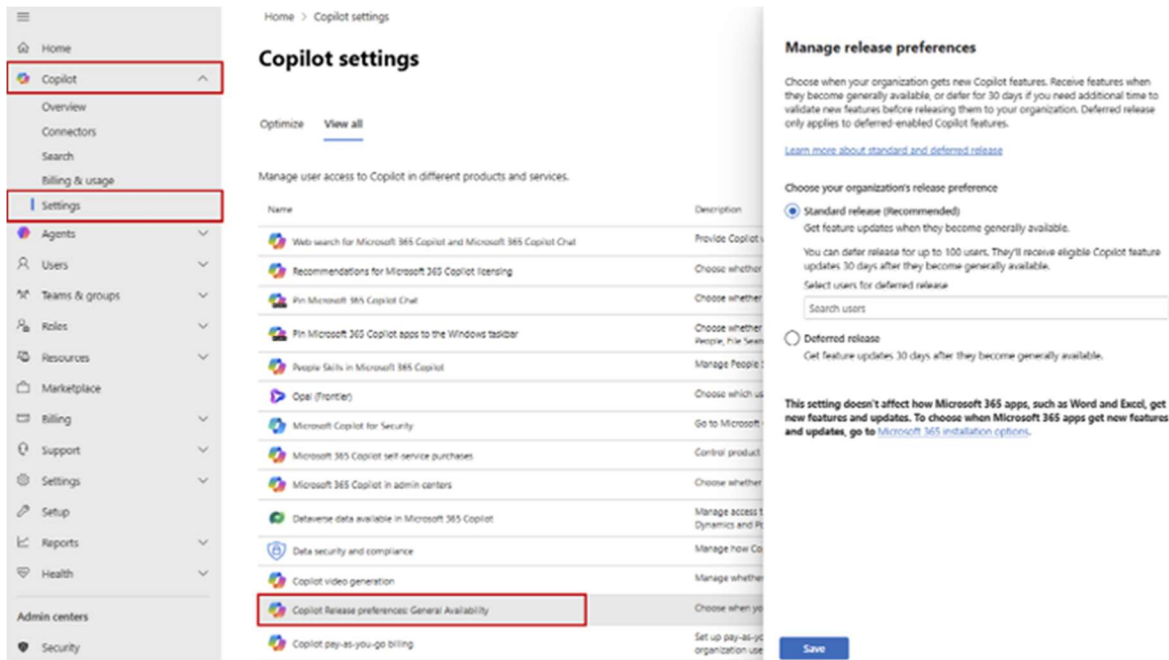 Home
Copilot
Overview
Connectors
Search
Billing & usage
Settings
Agents
Users
Teams & groups
Roles
Resources
Marketplace
Billing
Support
Settings
Setup
Reports
Health
Admin centers
Security
Home > Copilot settings
Copilot settings
Optimize View all
Manage user access to Copilot in different products and services.
Name Description
Web search for Microsoft 365 Copilot and Microsoft 365 Copilot Chat Provide Copilot
Recommendations for Microsoft 365 Copilot licensing Choose whether
Pin Microsoft 365 Copilot Chat Choose whether
Pin Microsoft 365 Copilot apps to the Windows taskbar Choose whether
People, File Sear
People Skills in Microsoft 365 Copilot Manage People
Opal (Frontier) Choose which us
Microsoft Copilot for Security Go to Microsoft
Microsoft 365 Copilot self-service purchases Control product
Microsoft 365 Copilot in admin centers Choose whether
Dataverse data available in Microsoft 365 Copilot Manage access t
Dynamics and Po
Data security and compliance Manage how Co
Copilot video generation Manage whether
Copilot Release preferences: General Availability Choose when yo
Copilot pay-as-you-go billing Set up pay-as-yo
organization use
Manage release preferences
Choose when your organization gets new Copilot features. Receive features when
they become generally available, or defer for 30 days if you need additional time to
validate new features before releasing them to your organization. Deferred release
only applies to deferred-enabled Copilot features.
Learn more about standard and deferred release
Choose your organization's release preference
Standard release (Recommended)
Get feature updates when they become generally available.
You can defer release for up to 100 users. They'll receive eligible Copilot feature
updates 30 days after they become generally available.
Select users for deferred release
Search users
Deferred release
Get feature updates 30 days after they become generally available.
This setting doesn't affect how Microsoft 365 apps, such as Word and Excel, get
new features and updates. To choose when Microsoft 365 apps get new features
and updates, go to Microsoft 365 installation options.
Save